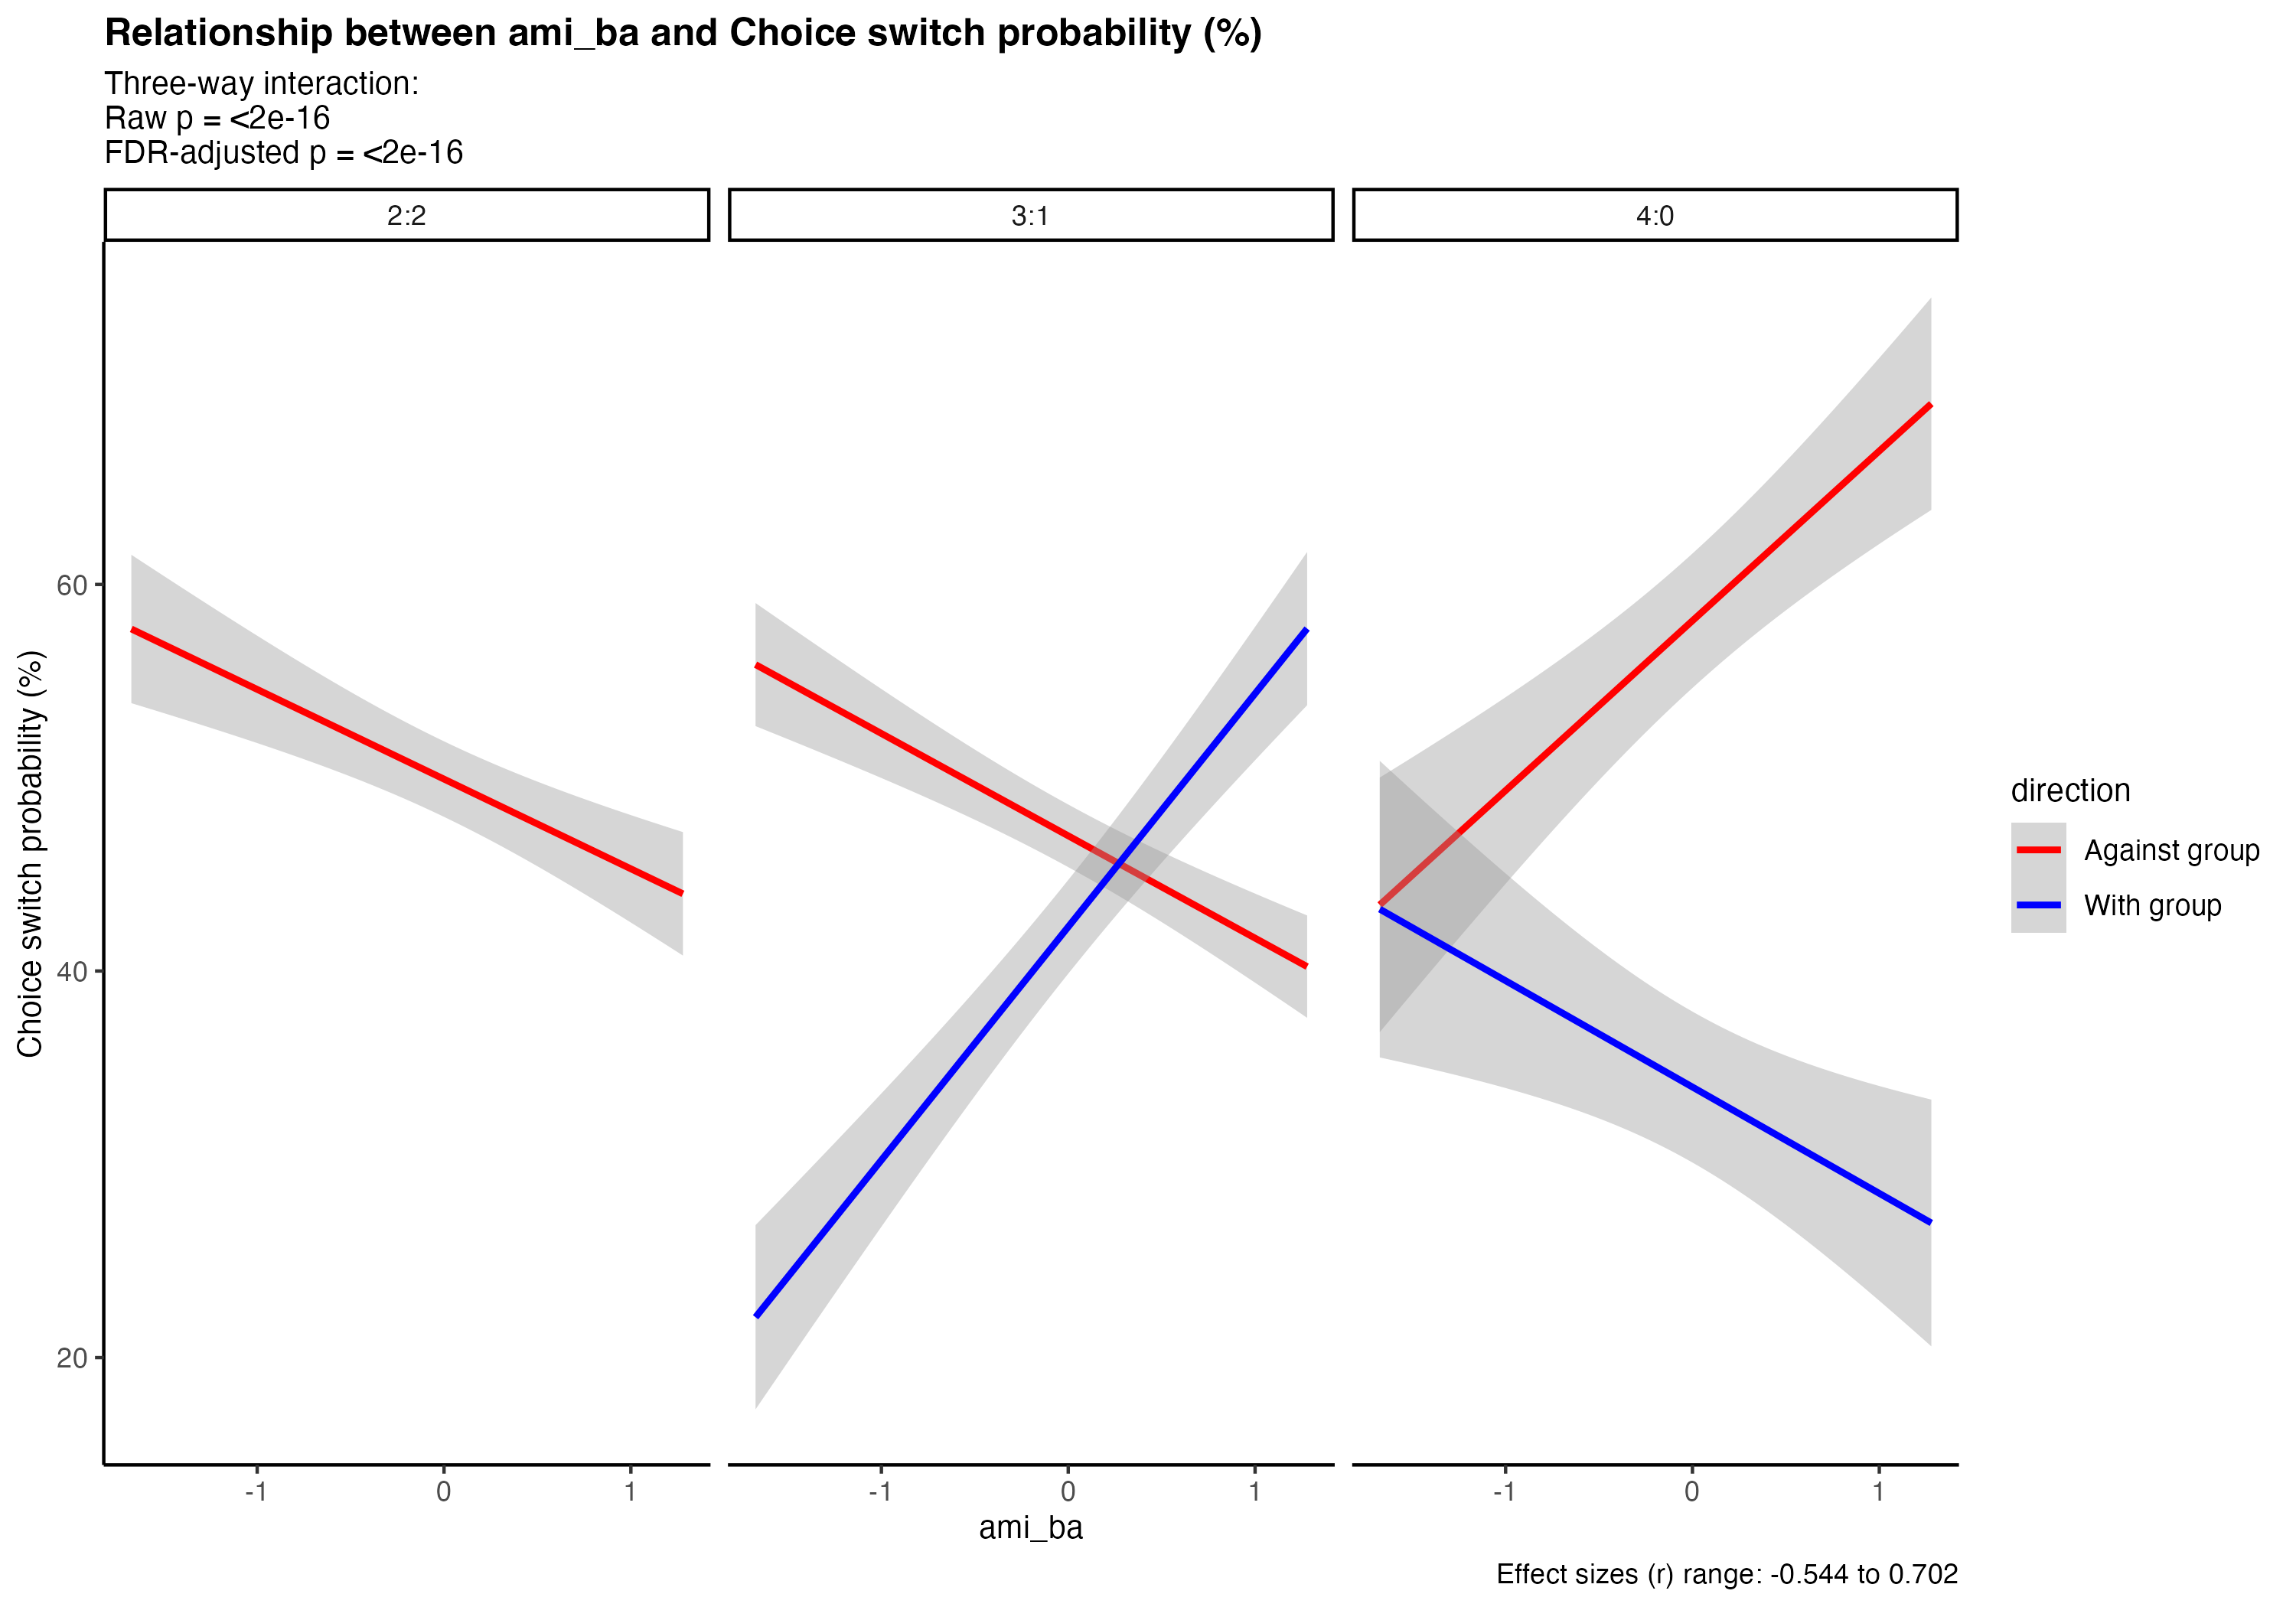 Relationship between ami_ba and Choice switch probability (%)
Three-way interaction:
Raw p = <2e-16
FDR-adjusted p = <2e-16
2:2
3:1
4:0
Choice switch probability (%)
60
40
20
-1
0
1
-1
0
1
-1
0
1
ami_ba
direction
Against group
With group
Effect sizes (r) range: -0.544 to 0.702